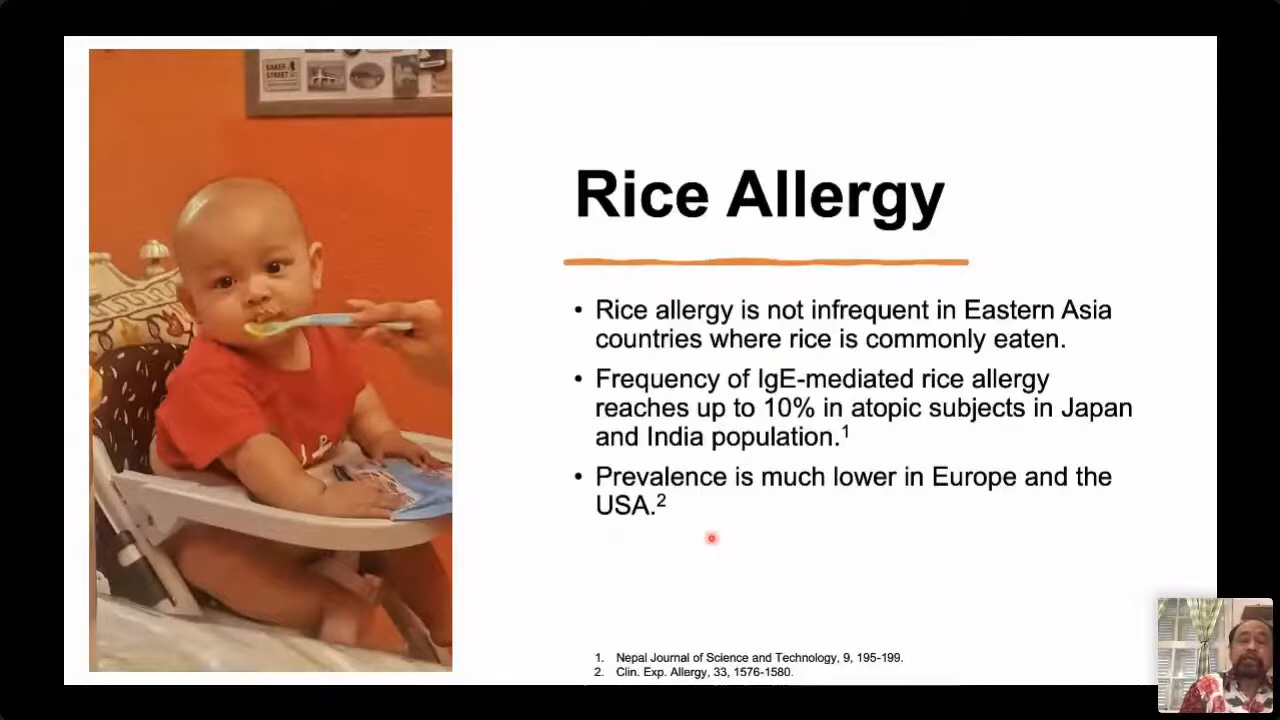 BAKER
STREET
Rice Allergy
• Rice allergy is not infrequent in Eastern Asia
countries where rice is commonly eaten.
• Frequency of IgE-mediated rice allergy
reaches up to 10% in atopic subjects in Japan
and India population.1
• Prevalence is much lower in Europe and the
USA.2
1. Nepal Journal of Science and Technology, 9, 195-199.
2. Clin. Exp. Allergy, 33, 1576-1580.